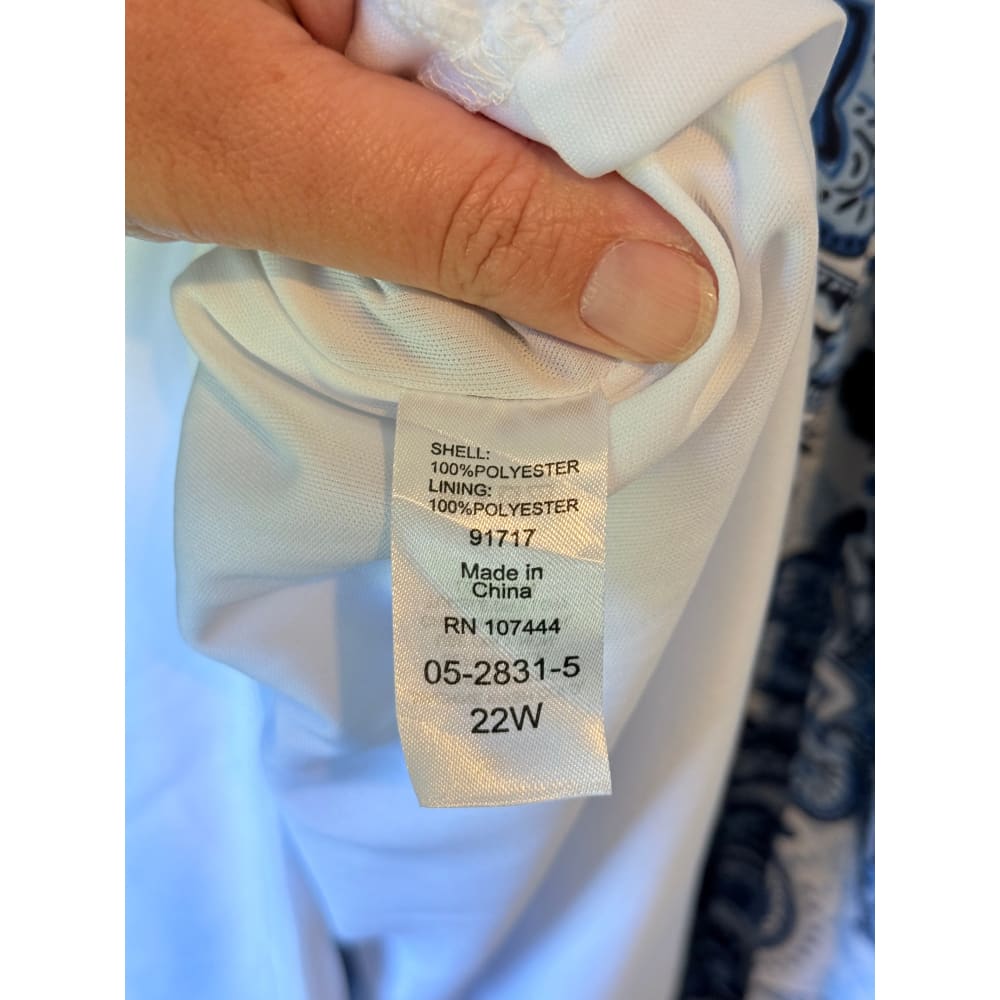 SHELL:
100%POLYESTER
LINING:
100%POLYESTER
91717
Made in
China
RN 107444
05-2831-5
22W